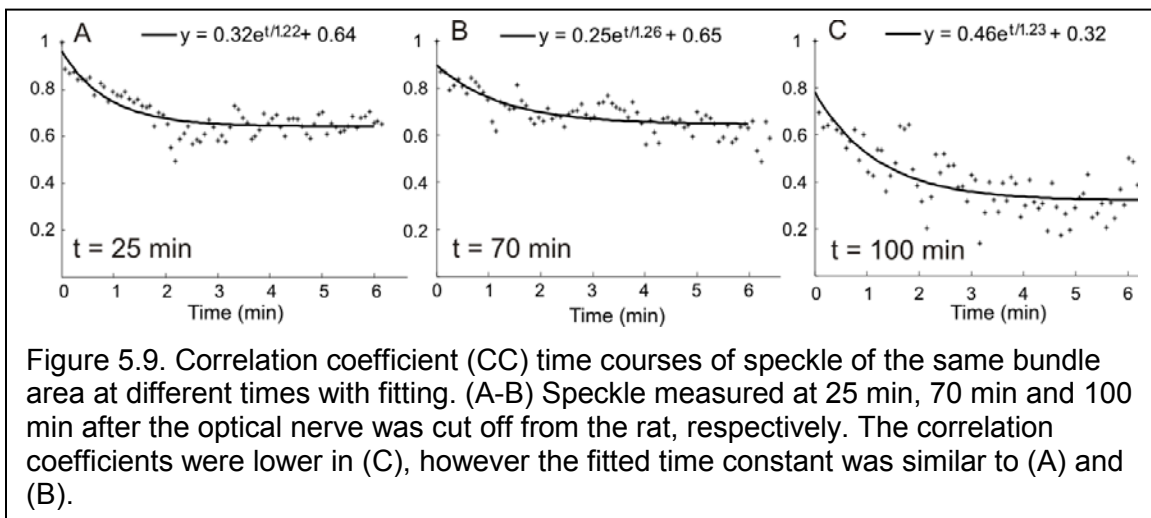 A y = 0.32e^t/1.22 + 0.64
B y = 0.25e^t/1.26 + 0.65
C y = 0.46e^t/1.23 + 0.32
1
0.8
0.6
0.4
0.2
t = 25 min
0 1 2 3 4 5 6
Time (min)
1
0.8
0.6
0.4
0.2
t = 70 min
0 1 2 3 4 5 6
Time (min)
1
0.8
0.6
0.4
0.2
t = 100 min
0 1 2 3 4 5 6
Time (min)
Figure 5.9. Correlation coefficient (CC) time courses of speckle of the same bundle
area at different times with fitting. (A-B) Speckle measured at 25 min, 70 min and 100
min after the optical nerve was cut off from the rat, respectively. The correlation
coefficients were lower in (C), however the fitted time constant was similar to (A) and
(B).